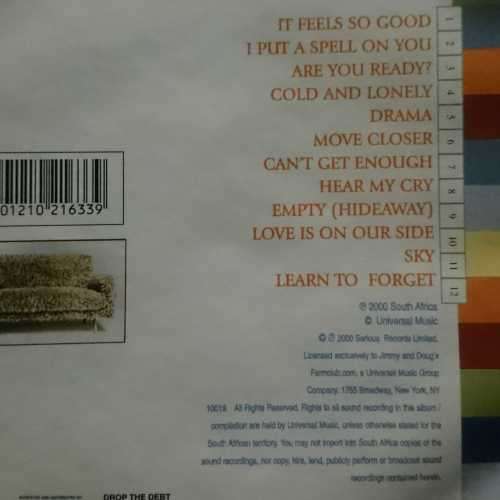 IT FEELS SO GOOD 1
I PUT A SPELL ON YOU 2
ARE YOU READY? 3
COLD AND LONELY 4
DRAMA 5
MOVE CLOSER 6
CAN'T GET ENOUGH 7
HEAR MY CRY 8
EMPTY (HIDEAWAY) 9
LOVE IS ON OUR SIDE 10
SKY 11
LEARN TO FORGET 12
01210 216339
℗ 2000 South Africa
© Universal Music
© ℗ 2000 Serious Records Limited.
Licensed exclusively to Jimmy and Doug's
Farmclub.com, a Universal Music Group
Company, 1755 Broadway, New York, NY
10019. All Rights Reserved. Rights to all sound recording in this album /
compilation are held by Universal Music, unless otherwise stated for the
South African territory. You may not import into South Africa copies of the
sound recordings, nor copy, hire, lend, publicly perform or broadcast sound
recordings contained herein.
DROP THE DEBT